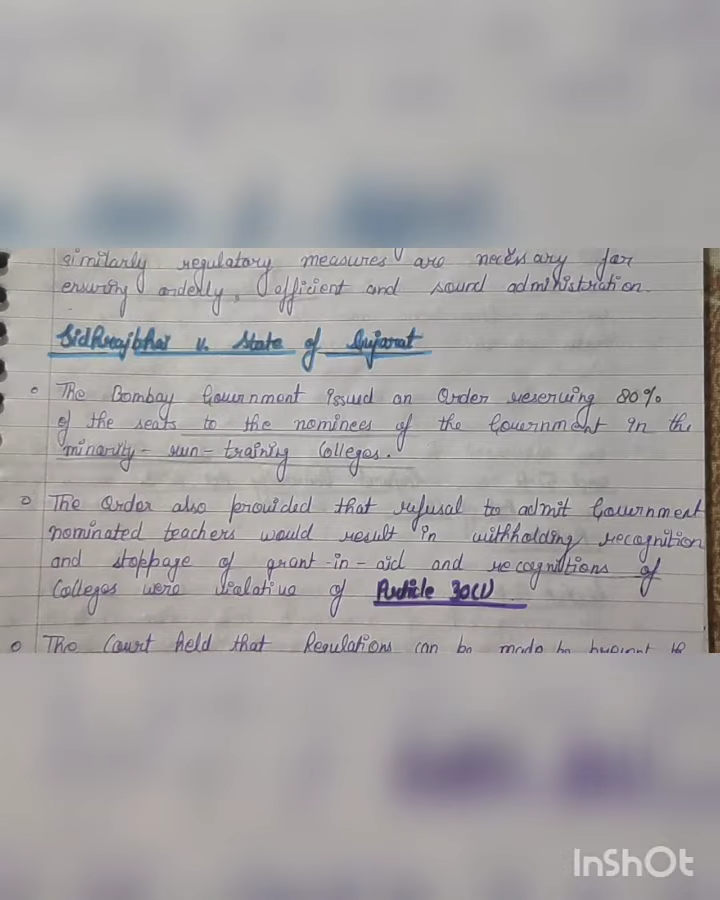 similarly regulatory measures are necessary for
ensuring orderly, efficient and sound administration.
Sidhrajbhai v. State of Gujarat
The Bombay Government issued an Order reserving 80%
of the seats to the nominees of the Government in the
minority-run-training Colleges.
The Order also provided that refusal to admit Government
nominated teachers would result in withholding recognition
and stoppage of grant-in-aid and recognitions of
Colleges were violative of Article 30(1)
The Court held that Regulations can be made to
InShOt